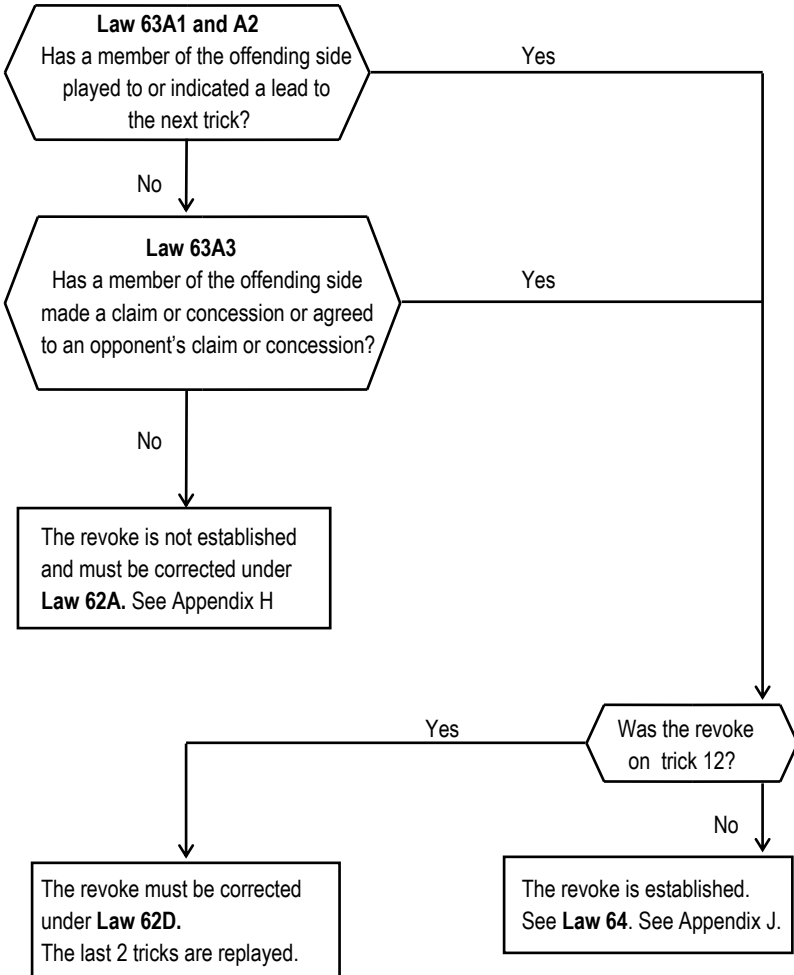 Law 63A1 and A2
Has a member of the offending side
played to or indicated a lead to
the next trick?
Yes
No
Law 63A3
Has a member of the offending side
made a claim or concession or agreed
to an opponent's claim or concession?
Yes
No
The revoke is not established
and must be corrected under
Law 62A. See Appendix H
Yes
Was the revoke
on trick 12?
No
The revoke must be corrected
under Law 62D.
The last 2 tricks are replayed.
The revoke is established.
See Law 64. See Appendix J.